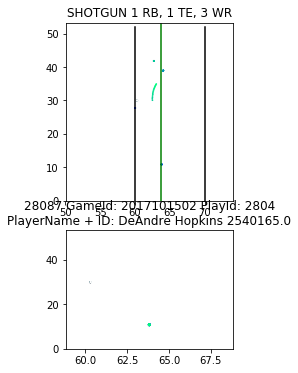 SHOTGUN 1 RB, 1 TE, 3 WR
50
40
30
20
10
0
50 55 60 65 70
28087 GameId: 2017101502 PlayId: 2804
PlayerName + ID: DeAndre Hopkins 2540165.0
40
20
0
60.0 62.5 65.0 67.5